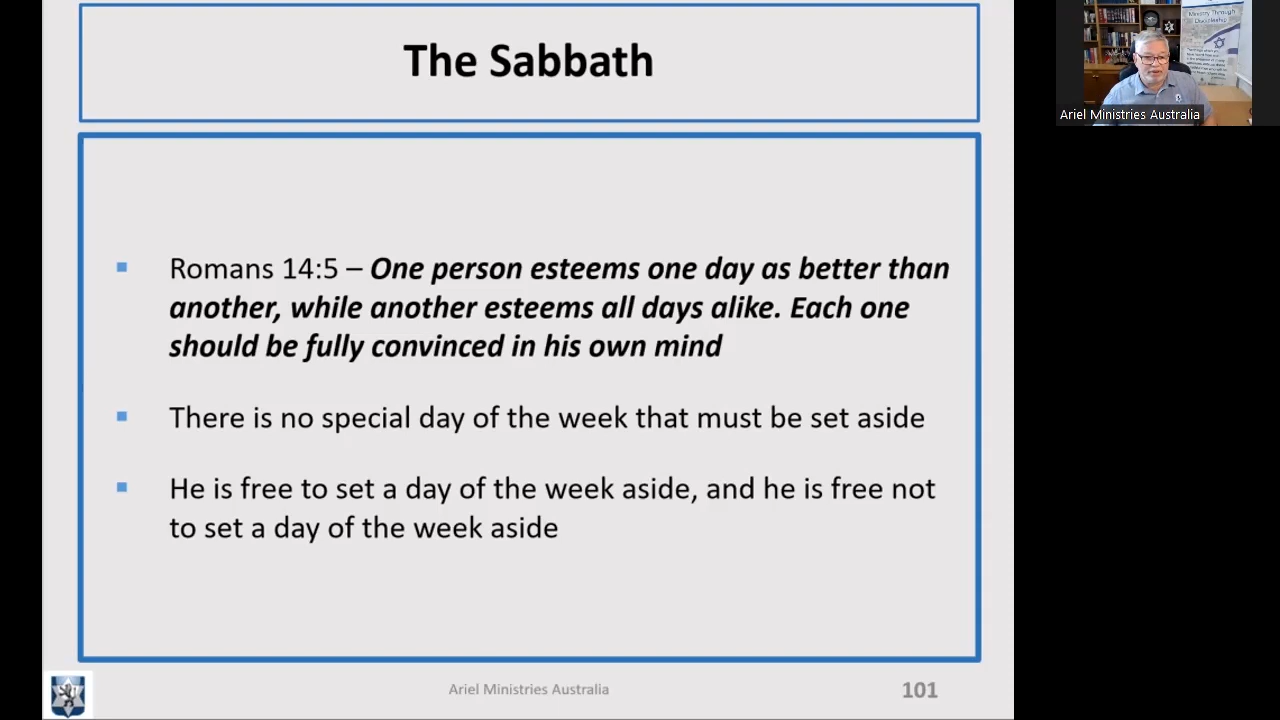 The Sabbath
Romans 14:5 – One person esteems one day as better than
another, while another esteems all days alike. Each one
should be fully convinced in his own mind
There is no special day of the week that must be set aside
He is free to set a day of the week aside, and he is free not
to set a day of the week aside
Ariel Ministries Australia
101
Ministry Through
Discipleship
Ariel Ministries Australia